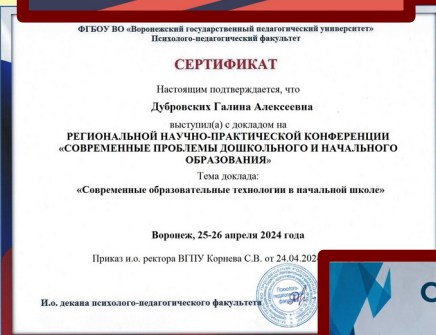 ФГБОУ ВО «Воронежский государственный педагогический университет»
Психолого-педагогический факультет
СЕРТИФИКАТ
Настоящим подтверждается, что
Дубровских Галина Алексеевна
выступил(а) с докладом на
РЕГИОНАЛЬНОЙ НАУЧНО-ПРАКТИЧЕСКОЙ КОНФЕРЕНЦИИ
«СОВРЕМЕННЫЕ ПРОБЛЕМЫ ДОШКОЛЬНОГО И НАЧАЛЬНОГО
ОБРАЗОВАНИЯ»
Тема доклада:
«Современные образовательные технологии в начальной школе»
Воронеж, 25-26 апреля 2024 года
Приказ и.о. ректора ВГПУ Корнева С.В. от 24.04.202
И.о. декана психолого-педагогического факультета